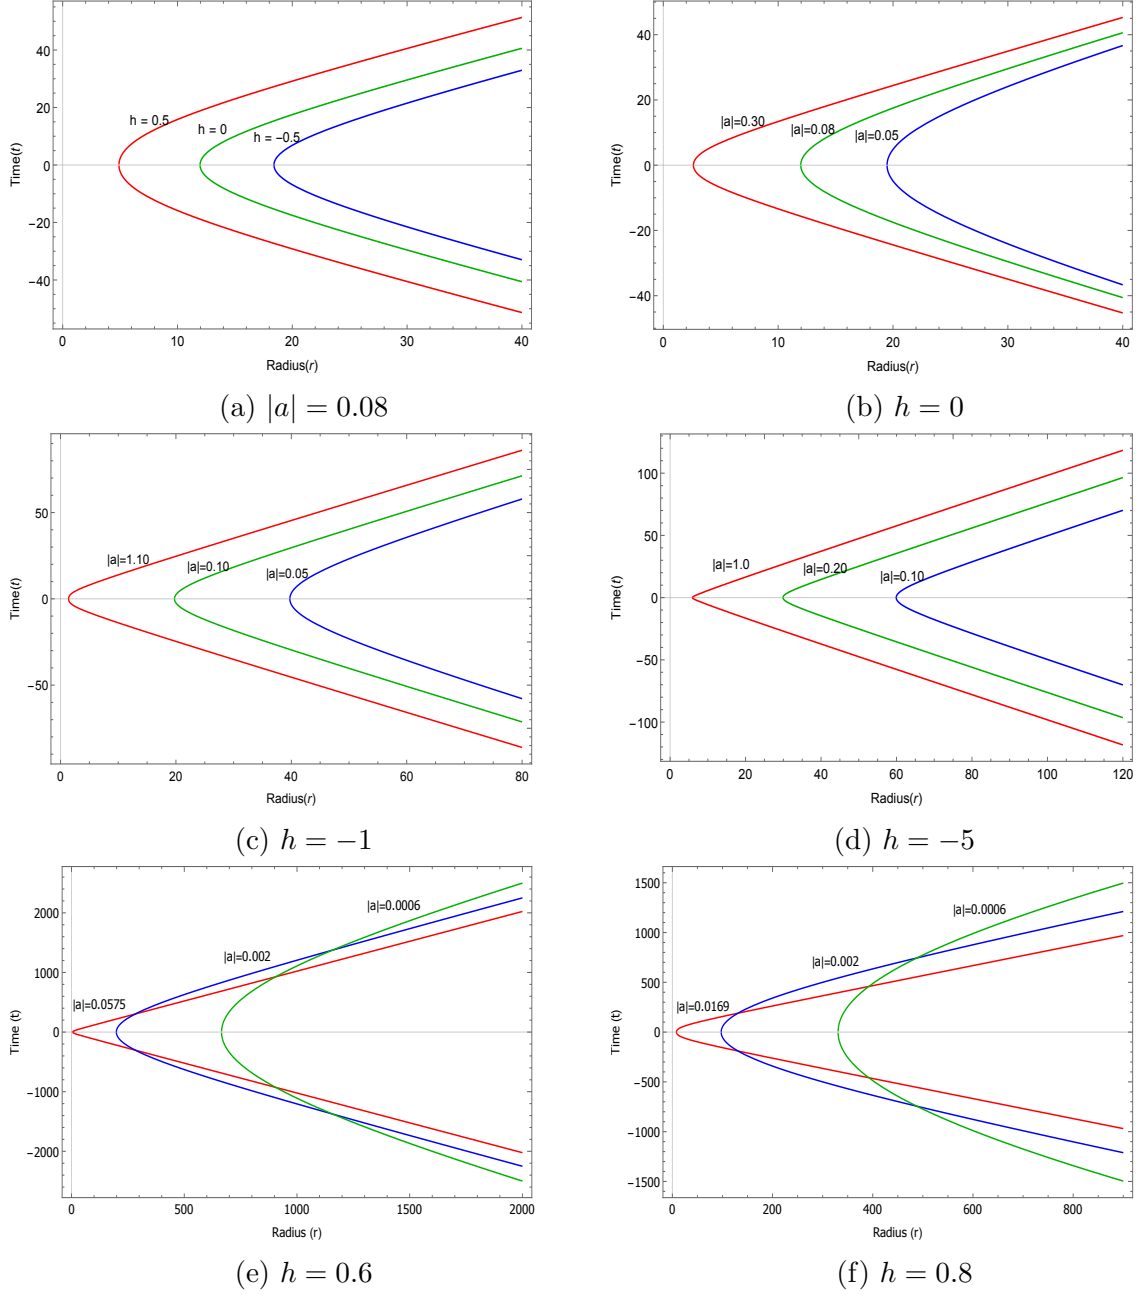 h = 0.5
h = 0
h = −0.5
Time(t)
40
20
0
−20
−40
0
10
20
30
40
Radius(r)
(a) |a| = 0.08
|a|=0.30
|a|=0.08
|a|=0.05
Time(t)
40
20
0
−20
−40
0
10
20
30
40
Radius(r)
(b) h = 0
|a|=1.10
|a|=0.10
|a|=0.05
Time(t)
50
0
−50
0
20
40
60
80
Radius(r)
(c) h = −1
|a|=1.0
|a|=0.20
|a|=0.10
Time(t)
100
50
0
−50
−100
0
20
40
60
80
100
120
Radius(r)
(d) h = −5
|a|=0.0006
|a|=0.002
|a|=0.0575
Time (t)
2000
1000
0
−1000
−2000
0
500
1000
1500
2000
Radius (r)
(e) h = 0.6
|a|=0.0006
|a|=0.002
|a|=0.0169
Time (t)
1500
1000
500
0
−500
−1000
−1500
0
200
400
600
800
Radius (r)
(f) h = 0.8